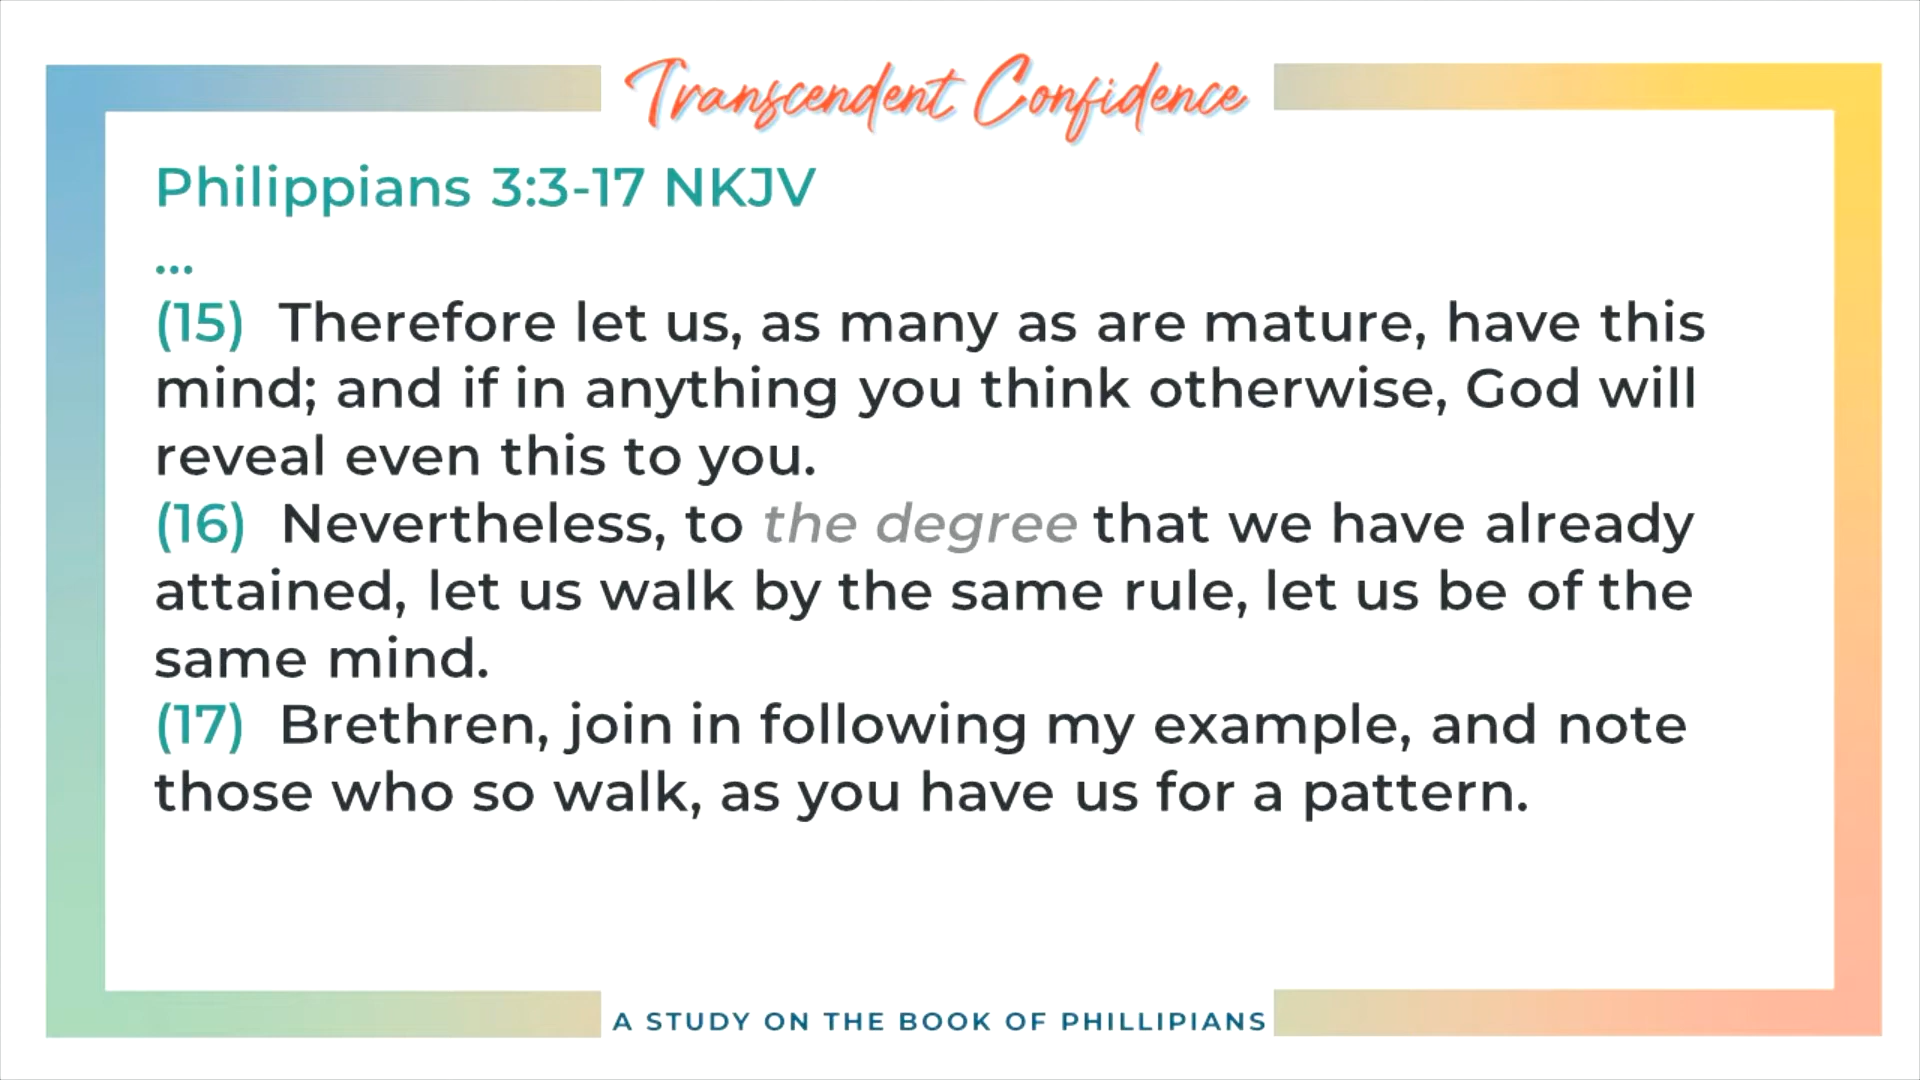 Transcendent Confidence
Philippians 3:3-17 NKJV
...
(15) Therefore let us, as many as are mature, have this
mind; and if in anything you think otherwise, God will
reveal even this to you.
(16) Nevertheless, to the degree that we have already
attained, let us walk by the same rule, let us be of the
same mind.
(17) Brethren, join in following my example, and note
those who so walk, as you have us for a pattern.
A STUDY ON THE BOOK OF PHILLIPIANS